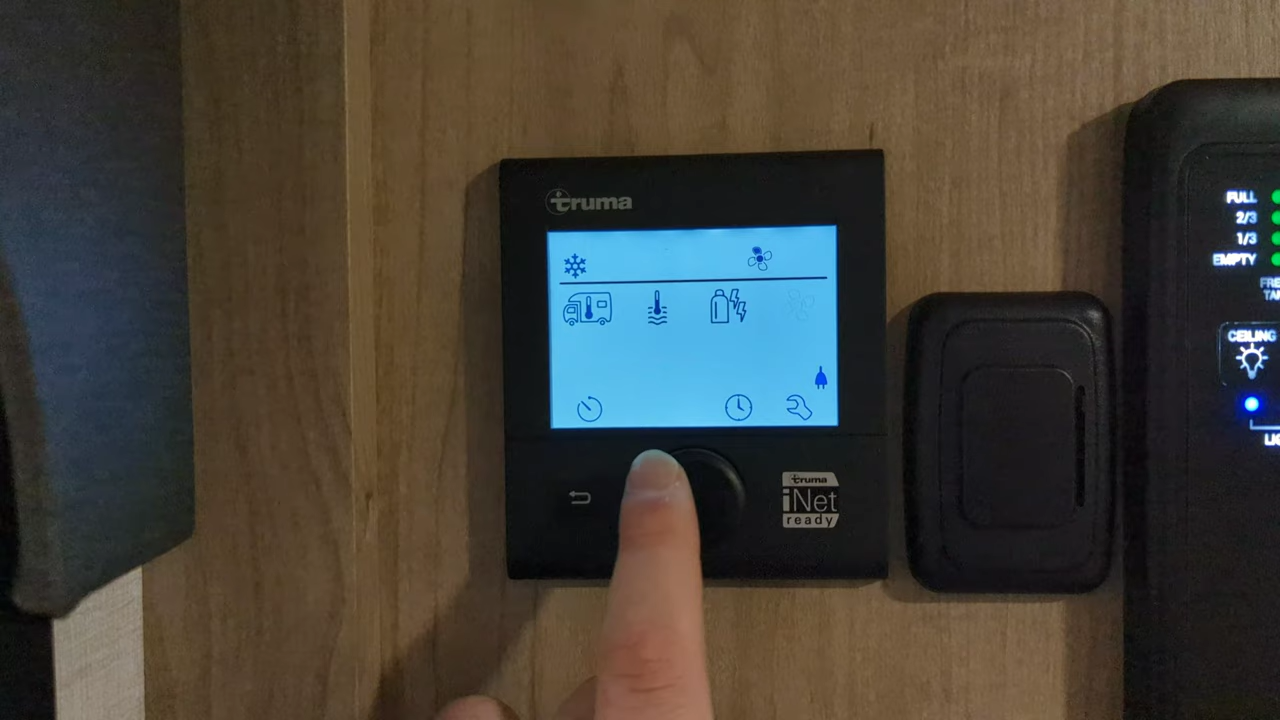 truma
truma
iNet
ready
FULL
2/3
1/3
EMPTY
CEILING